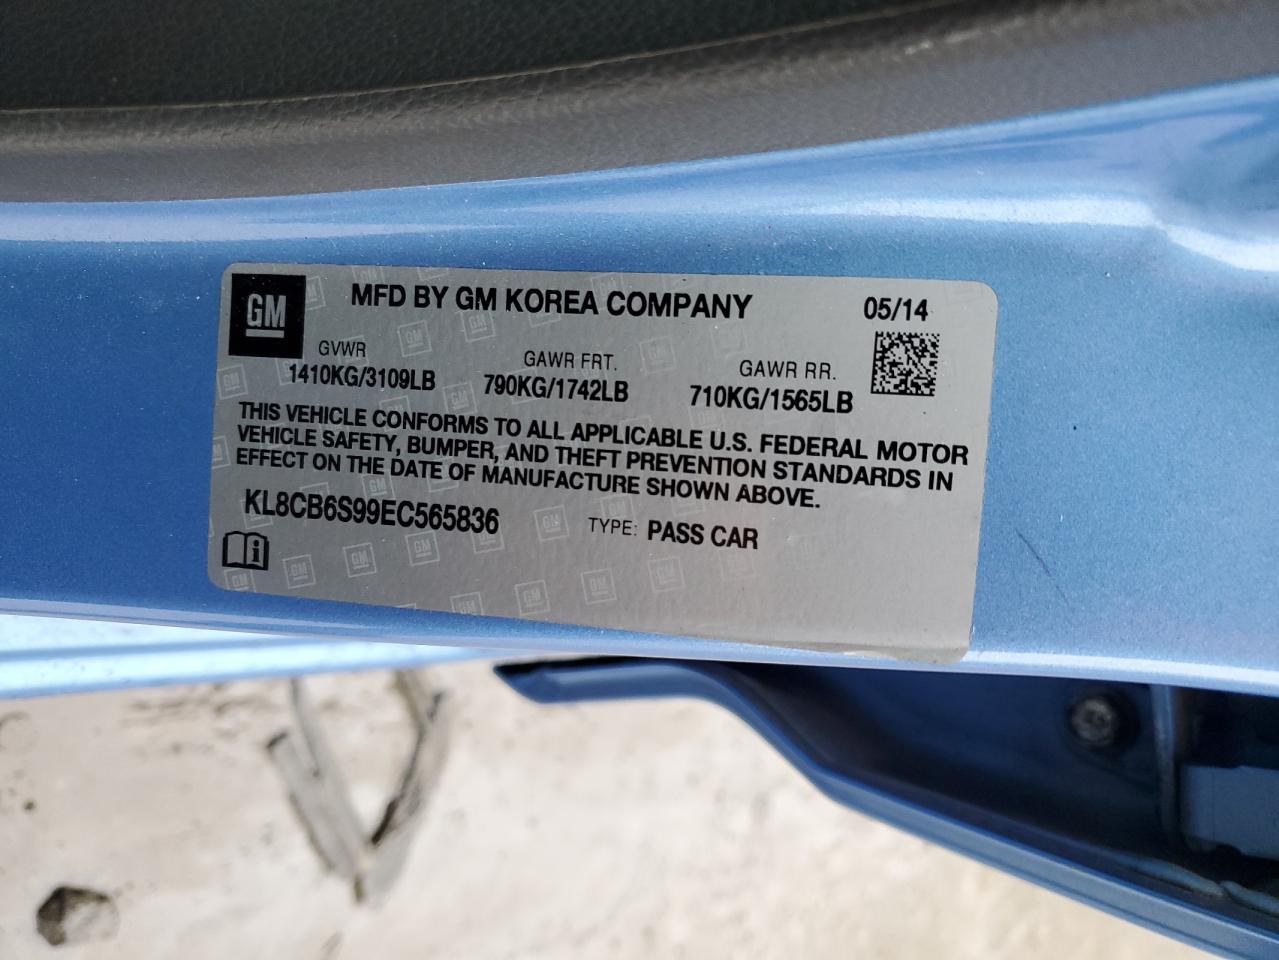 GM
MFD BY GM KOREA COMPANY 05/14
GVWR GAWR FRT. GAWR RR.
1410KG/3109LB 790KG/1742LB 710KG/1565LB
THIS VEHICLE CONFORMS TO ALL APPLICABLE U.S. FEDERAL MOTOR
VEHICLE SAFETY, BUMPER, AND THEFT PREVENTION STANDARDS IN
EFFECT ON THE DATE OF MANUFACTURE SHOWN ABOVE.
KL8CB6S99EC565836 TYPE: PASS CAR